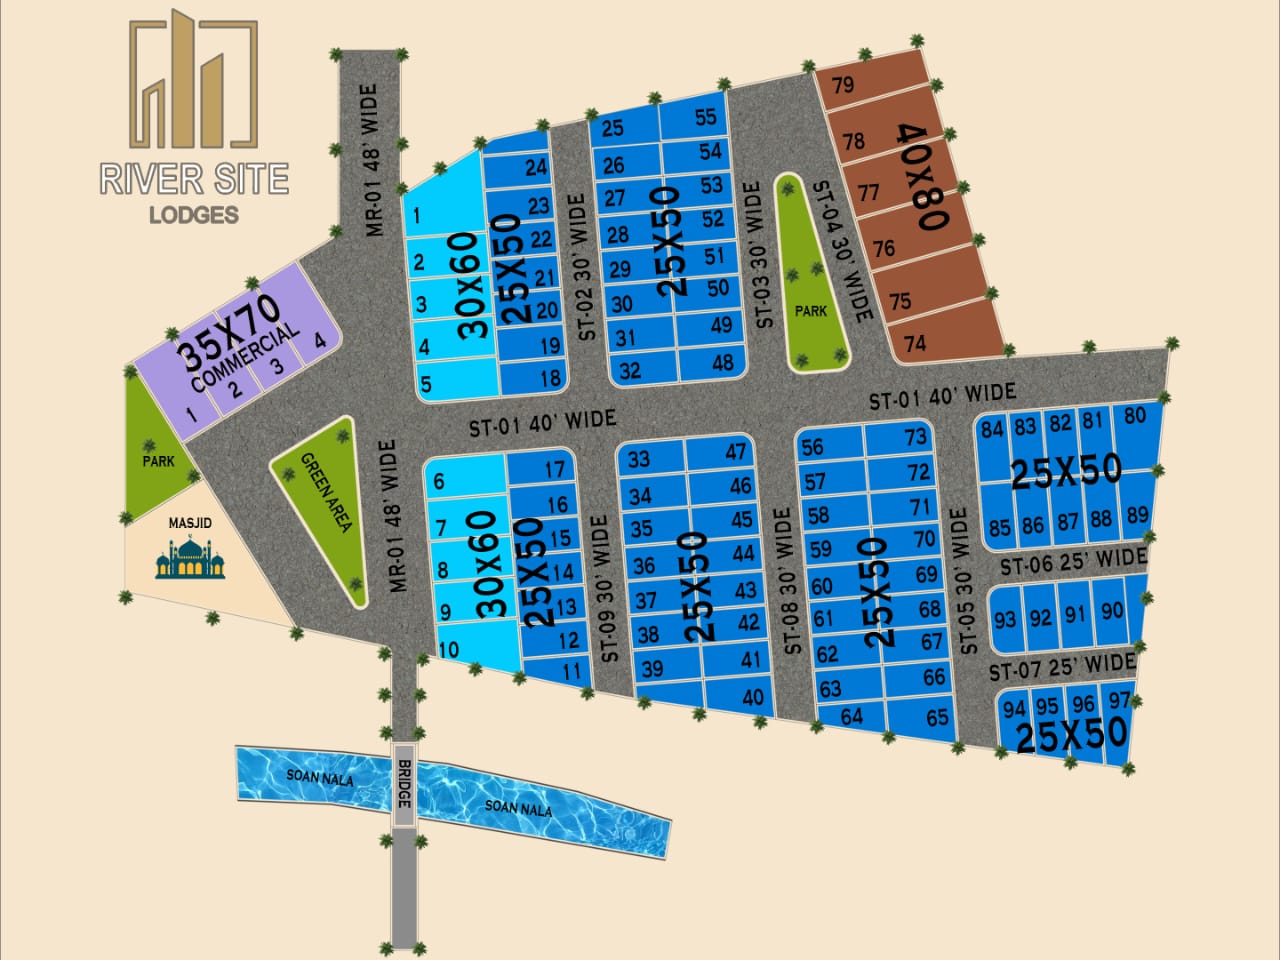 RIVER SITE
LODGES
MR-01 48' WIDE
35X70
COMMERCIAL
1
2
3
4
PARK
MASJID
GREEN AREA
MR-01 48' WIDE
1
2
3
4
5
30X60
24
23
22
21
20
19
18
25X50
ST-02 30' WIDE
25
26
27
28
29
30
31
32
25X50
55
54
53
52
51
50
49
48
ST-03 30' WIDE
PARK
ST-04 30' WIDE
79
78
77
76
75
74
40X80
ST-01 40' WIDE
ST-01 40' WIDE
6
7
8
9
10
30X60
17
16
15
14
13
12
11
25X50
ST-09 30' WIDE
33
34
35
36
37
38
39
25X50
47
46
45
44
43
42
41
40
ST-08 30' WIDE
56
57
58
59
60
61
62
63
64
25X50
73
72
71
70
69
68
67
66
65
ST-05 30' WIDE
84 83 82 81 80
25X50
85 86 87 88 89
ST-06 25' WIDE
93 92 91 90
ST-07 25' WIDE
94 95 96 97
25X50
SOAN NALA
BRIDGE
SOAN NALA